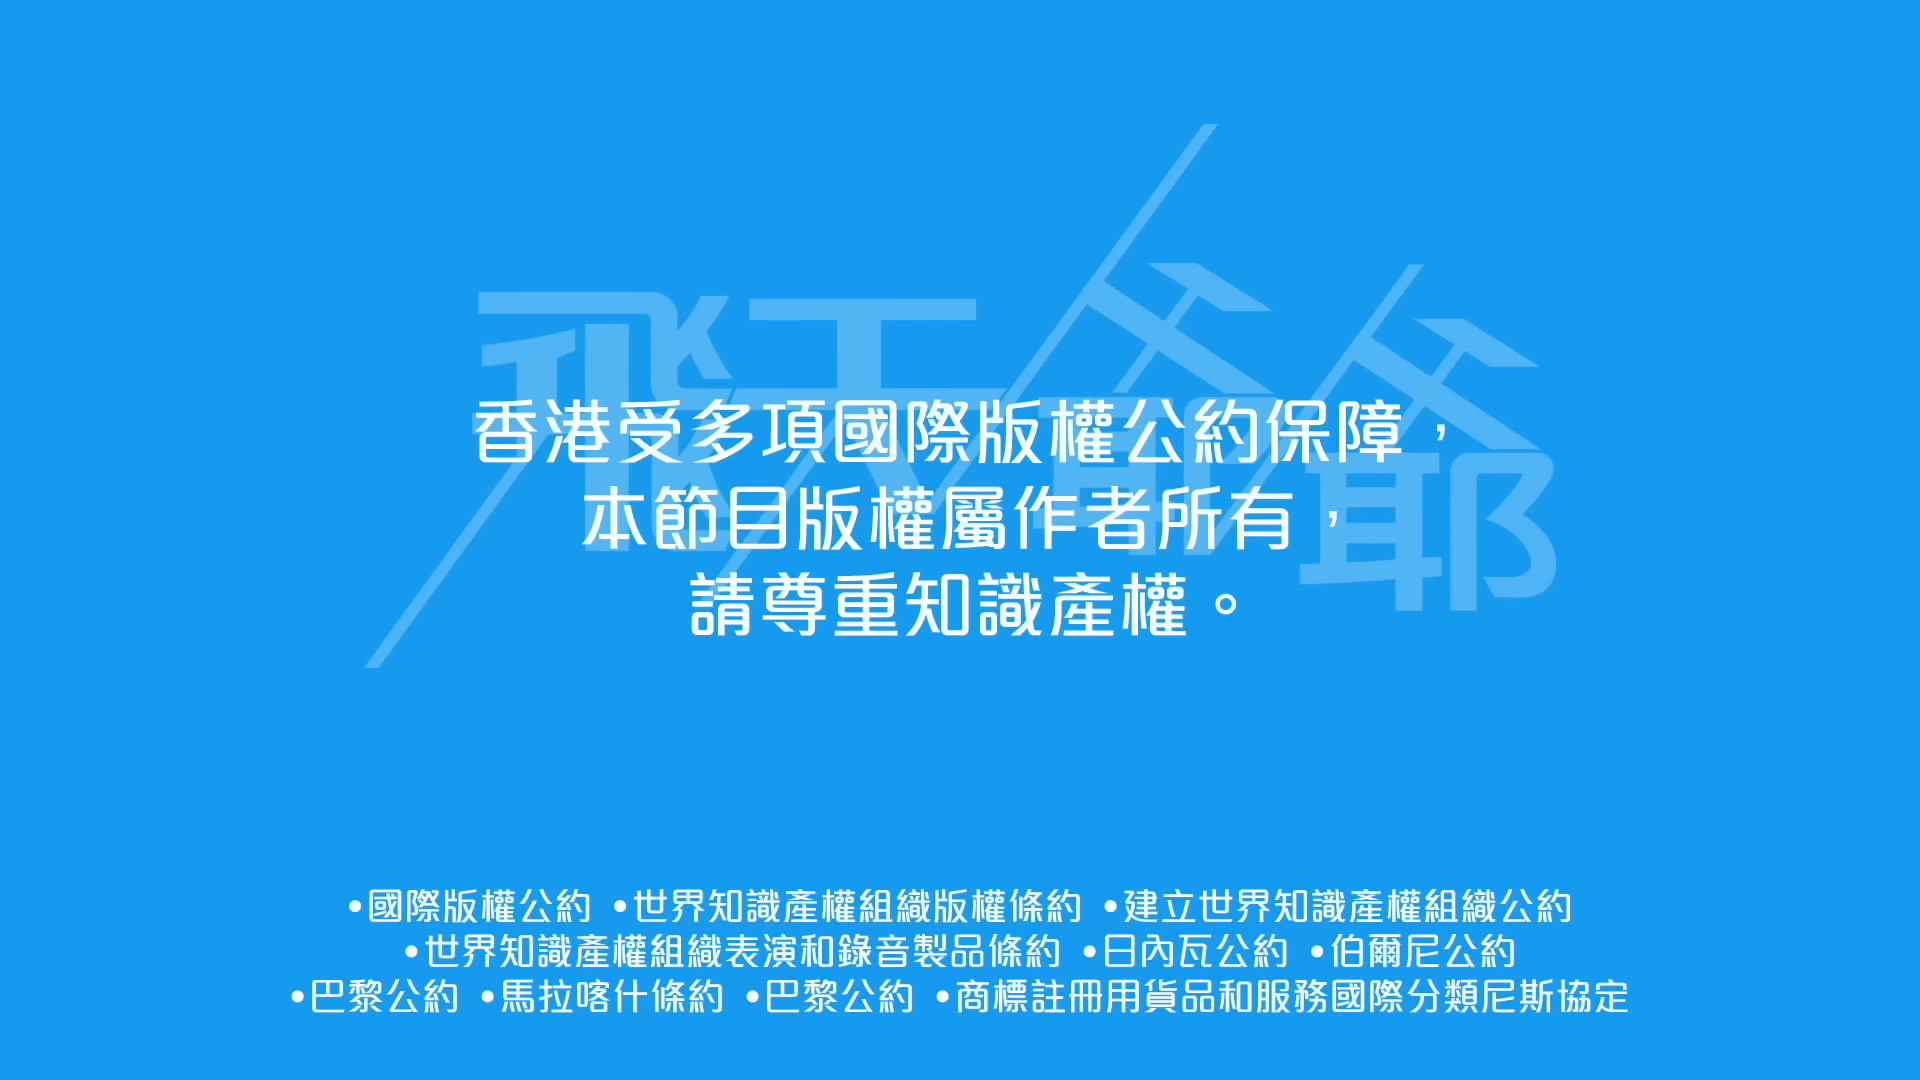 飛天爺爺
香港受多項國際版權公約保障，
本節目版權屬作者所有，
請尊重知識產權。
•國際版權公約 •世界知識產權組織版權條約 •建立世界知識產權組織公約
•世界知識產權組織表演和錄音製品條約 •日內瓦公約 •伯爾尼公約
•巴黎公約 •馬拉喀什條約 •巴黎公約 •商標註冊用貨品和服務國際分類尼斯協定